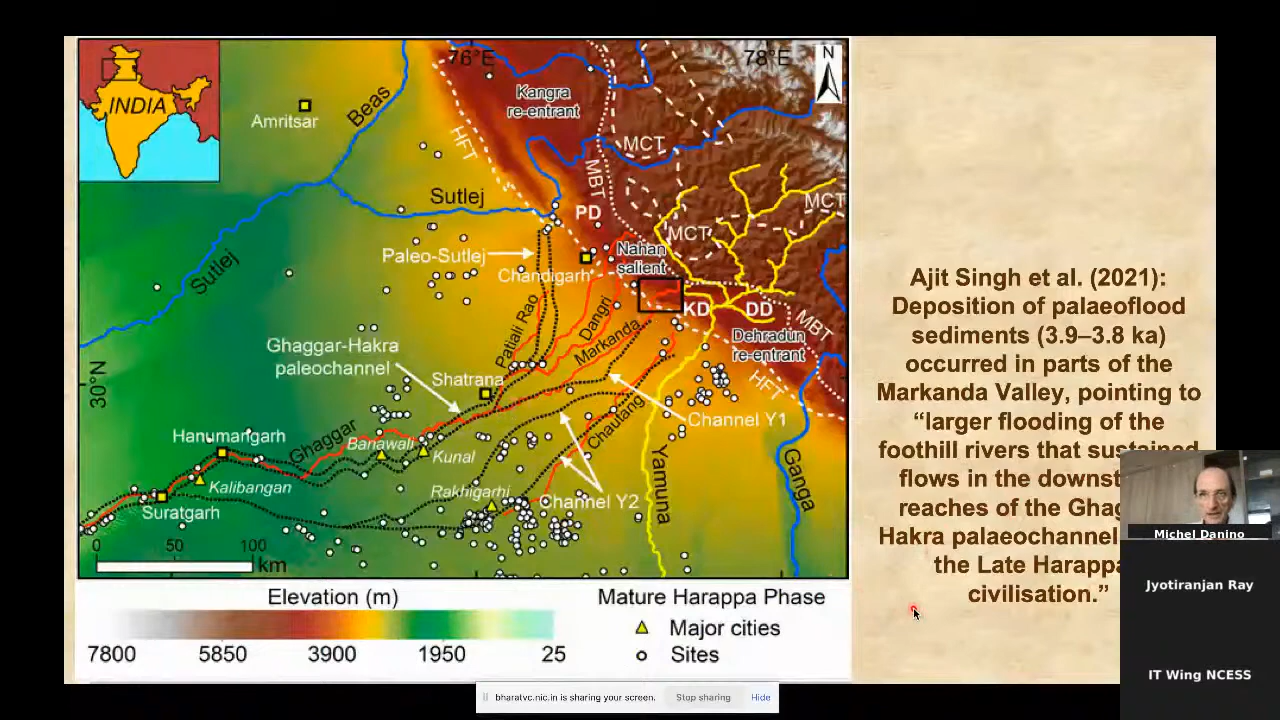 76°E
78°E
N
INDIA
Amritsar
Beas
Kangra
re-entrant
HFT
MCT
MBT
Sutlej
PD
MCT
MCT
Paleo-Sutlej
Nahan
salient
Chandigarh
Sutlej
KD
DD
MBT
Patiali Rao
Dangri
Markanda
Dehradun
re-entrant
HFT
Ghaggar-Hakra
paleochannel
30°N
Shatrana
Channel Y1
Chautang
Hanumangarh
Ghaggar
Banawali
Kunal
Yamuna
Ganga
Kalibangan
Rakhigarhi
Channel Y2
Suratgarh
0 50 100
km
Elevation (m)
7800 5850 3900 1950 25
Mature Harappa Phase
Major cities
Sites
Ajit Singh et al. (2021):
Deposition of palaeoflood
sediments (3.9–3.8 ka)
occurred in parts of the
Markanda Valley, pointing to
“larger flooding of the
foothill rivers that sustained
flows in the downst
reaches of the Ghag
Hakra palaeochannel
the Late Harappa
civilisation.”
Michel Danino
Jyotiranjan Ray
IT Wing NCESS
bharatvc.nic.in is sharing your screen.
Stop sharing
Hide